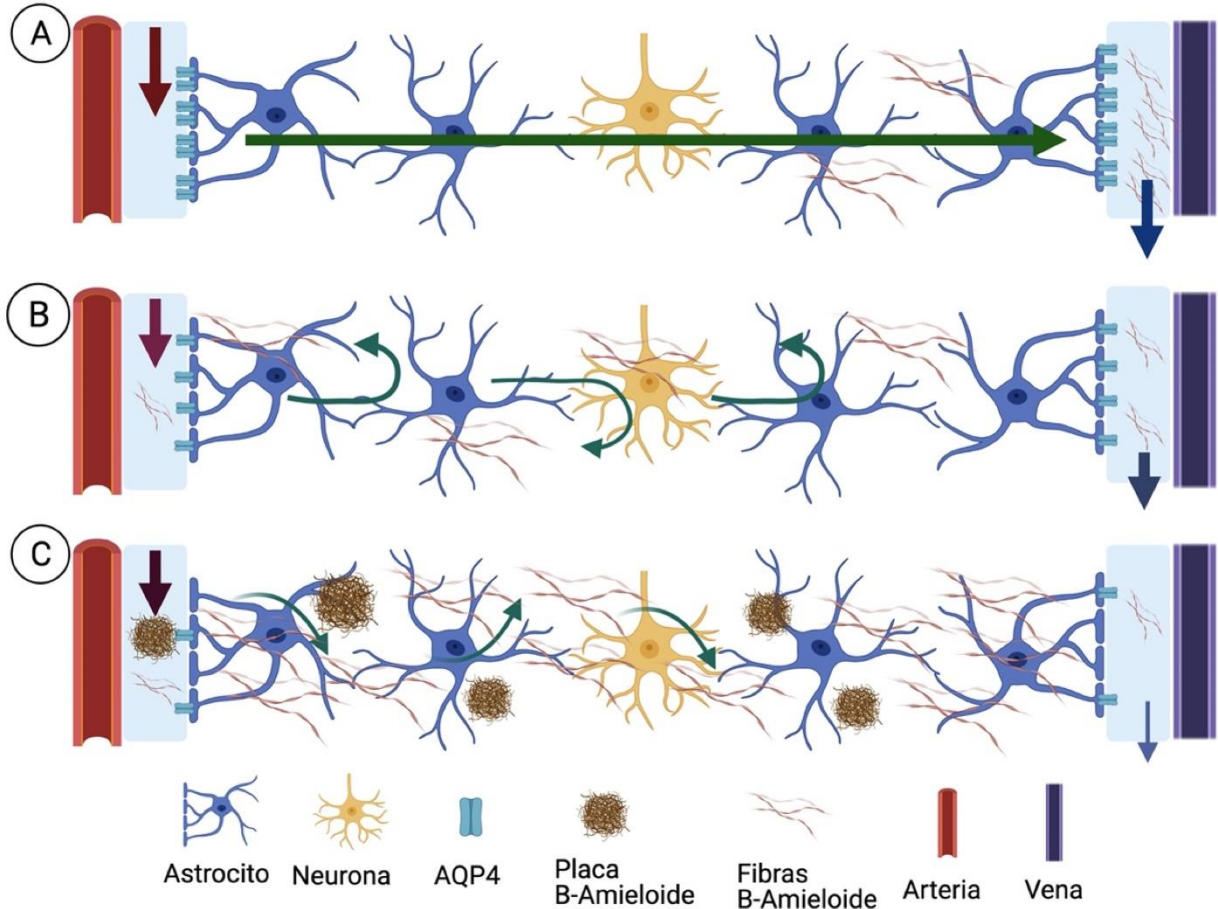 A
B
C
Astrocito
Neurona
AQP4
Placa
B-Amieloide
Fibras
B-Amieloide
Arteria
Vena